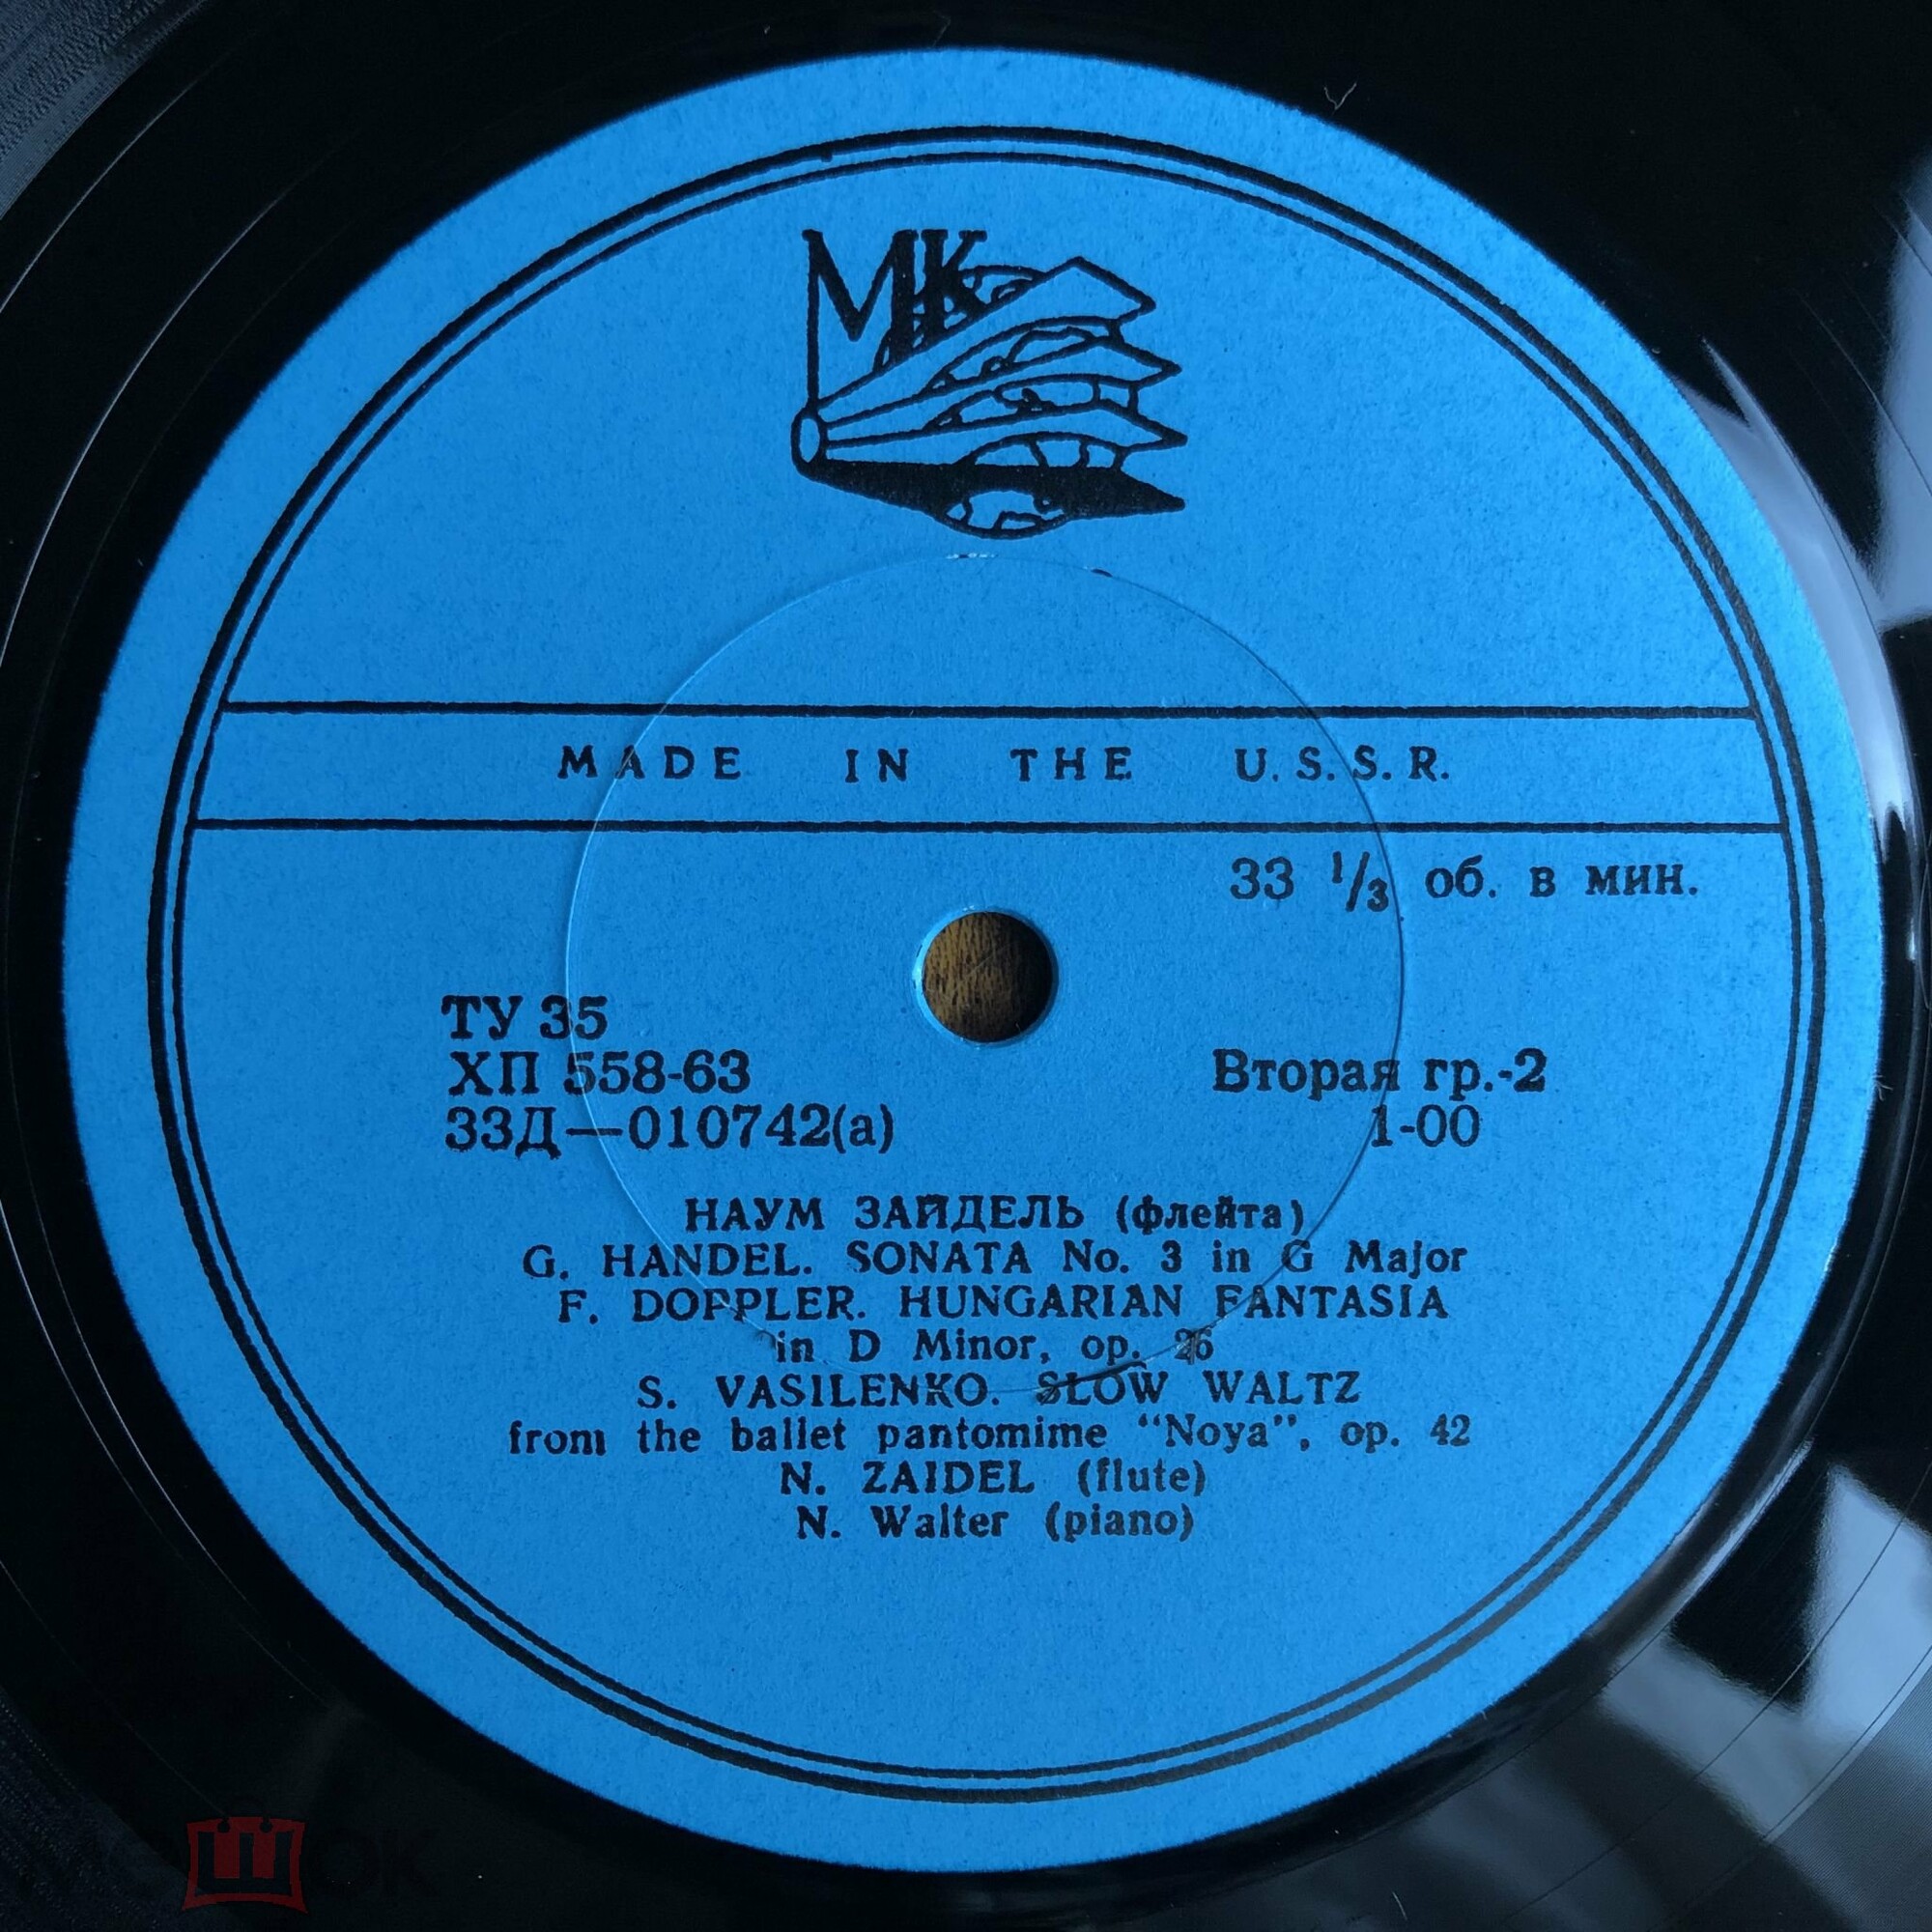 МК
MADE IN THE U.S.S.R.
33 1/3 об. в мин.
ТУ 35
ХП 558-63
33Д—010742(а)
Вторая гр.-2
1-00
НАУМ ЗАЙДЕЛЬ (флейта)
G. HANDEL. SONATA No. 3 in G Major
F. DOPPLER. HUNGARIAN FANTASIA
in D Minor, op. 26
S. VASILENKO. SLOW WALTZ
from the ballet pantomime “Noya”, op. 42
N. ZAIDEL (flute)
N. Walter (piano)